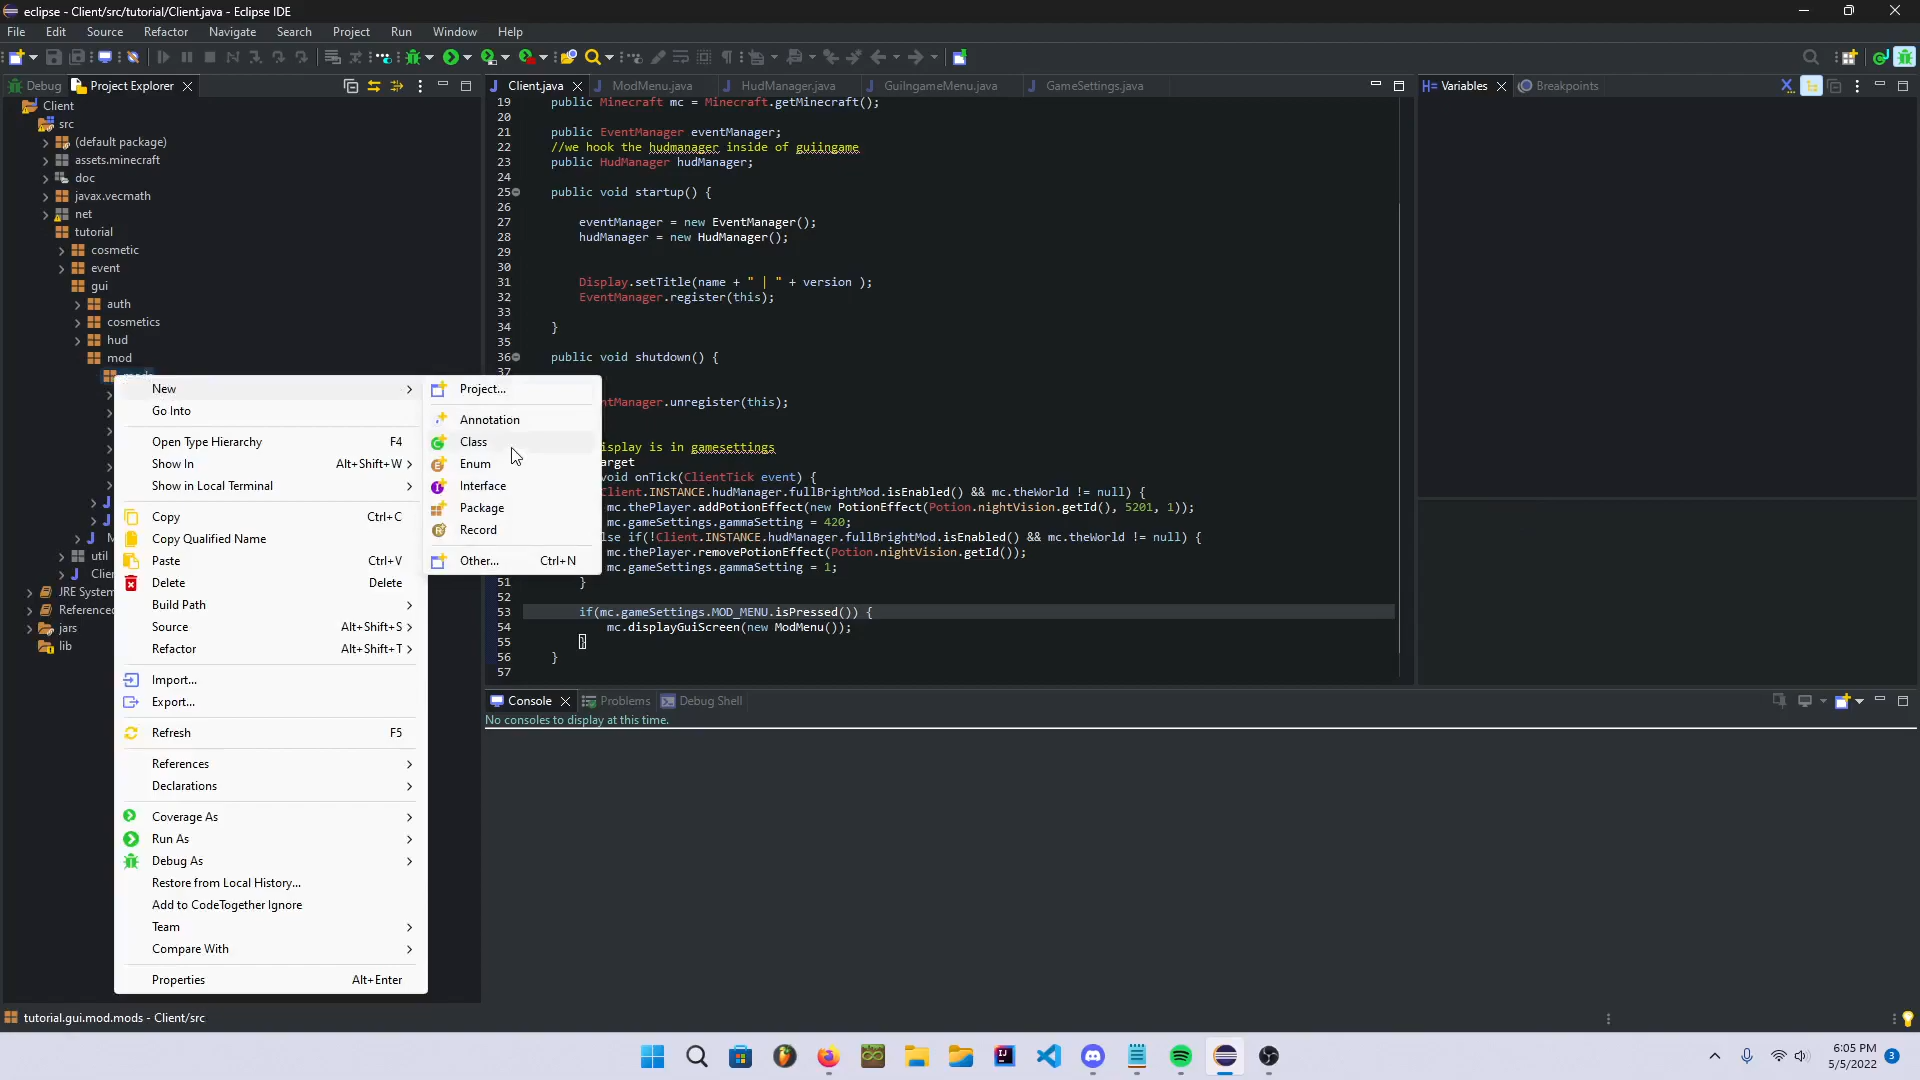 eclipse - Client/src/tutorial/Client.java - Eclipse IDE
File Edit Source Refactor Navigate Search Project Run Window Help
Debug Project Explorer
Client
src
(default package)
assets.minecraft
doc
javax.vecmath
net
tutorial
cosmetic
event
gui
auth
cosmetics
hud
mod
util
JRE System
Referenced
jars
lib
New
Go Into
Open Type Hierarchy F4
Show In Alt+Shift+W
Show in Local Terminal
Copy Ctrl+C
Copy Qualified Name
Paste Ctrl+V
Delete Delete
Build Path
Source Alt+Shift+S
Refactor Alt+Shift+T
Import...
Export...
Refresh F5
References
Declarations
Coverage As
Run As
Debug As
Restore from Local History...
Add to CodeTogether Ignore
Team
Compare With
Properties Alt+Enter
Project...
Annotation
Class
Enum
Interface
Package
Record
Other... Ctrl+N
Client.java ModMenu.java HudManager.java GuiIngameMenu.java GameSettings.java
19 public Minecraft mc = Minecraft.getMinecraft();
20
21 public EventManager eventManager;
22 //we hook the hudmanager inside of guiingame
23 public HudManager hudManager;
24
25 public void startup() {
26
27 eventManager = new EventManager();
28 hudManager = new HudManager();
29
30
31 Display.setTitle(name + " | " + version );
32 EventManager.register(this);
33
34 }
35
36 public void shutdown() {
37
ntManager.unregister(this);
isplay is in gamesettings
arget
void onTick(ClientTick event) {
Client.INSTANCE.hudManager.fullBrightMod.isEnabled() && mc.theWorld != null) {
mc.thePlayer.addPotionEffect(new PotionEffect(Potion.nightVision.getId(), 5201, 1));
mc.gameSettings.gammaSetting = 420;
lse if(!Client.INSTANCE.hudManager.fullBrightMod.isEnabled() && mc.theWorld != null) {
mc.thePlayer.removePotionEffect(Potion.nightVision.getId());
mc.gameSettings.gammaSetting = 1;
51 }
52
53 if(mc.gameSettings.MOD_MENU.isPressed()) {
54 mc.displayGuiScreen(new ModMenu());
55 }
56 }
57
Variables Breakpoints
Console Problems Debug Shell
No consoles to display at this time.
tutorial.gui.mod.mods - Client/src
6:05 PM
5/5/2022
3